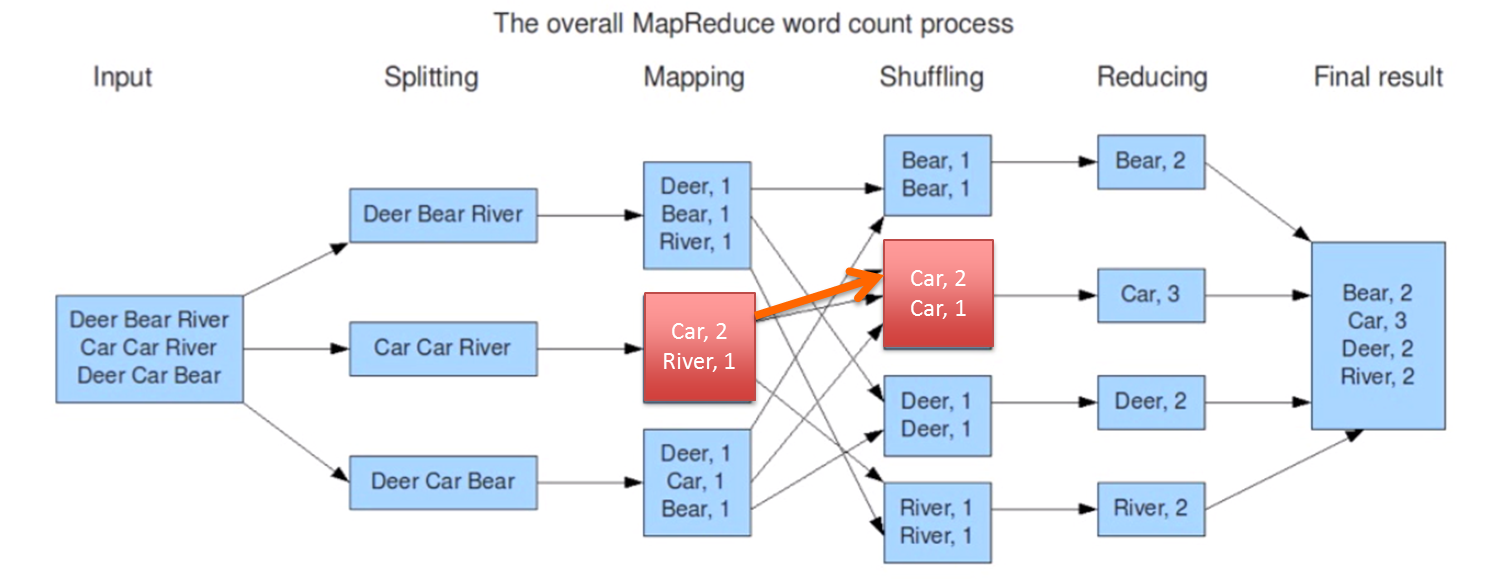 The overall MapReduce word count process
Input
Splitting
Mapping
Shuffling
Reducing
Final result
Deer Bear River
Car Car River
Deer Car Bear
Deer Bear River
Car Car River
Deer Car Bear
Deer, 1
Bear, 1
River, 1
Car, 2
River, 1
Deer, 1
Car, 1
Bear, 1
Bear, 1
Bear, 1
Car, 2
Car, 1
Deer, 1
Deer, 1
River, 1
River, 1
Bear, 2
Car, 3
Deer, 2
River, 2
Bear, 2
Car, 3
Deer, 2
River, 2